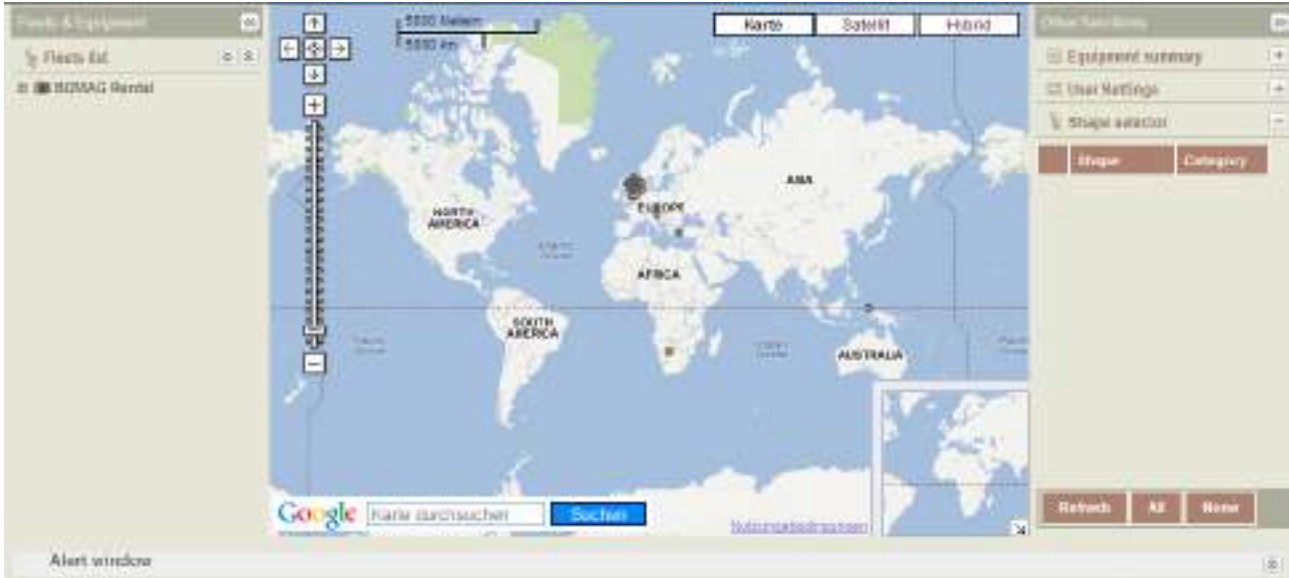 Fleets & Equipment
Fleets list
BOMAG Rental
5000 Meilen
5000 km
Karte
Satellit
Hybrid
NORTH
AMERICA
EUROPE
ASIA
AFRICA
SOUTH
AMERICA
AUSTRALIA
Google
Karte durchsuchen
Suchen
Nutzungsbedingungen
Other functions
Equipment summary
User Settings
Shape selector
Shape
Category
Refresh
All
None
Alert window